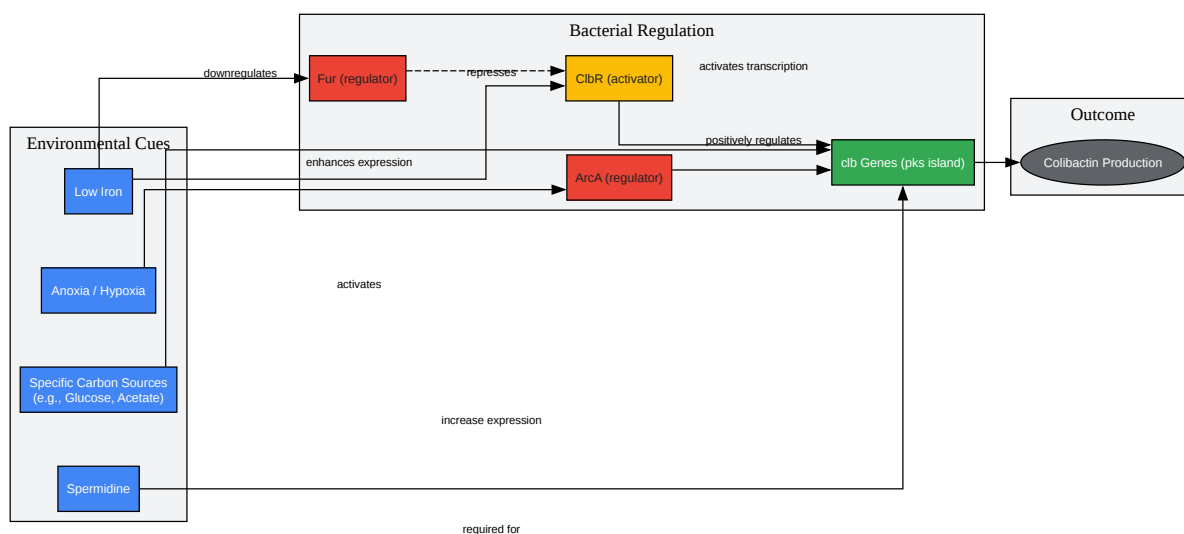 Bacterial Regulation
downregulates
Fur (regulator)
represses
ClbR (activator)
activates transcription
Environmental Cues
Outcome
positively regulates
enhances expression
clb Genes (pks island)
Colibactin Production
Low Iron
ArcA (regulator)
Anoxia / Hypoxia
activates
Specific Carbon Sources
(e.g., Glucose, Acetate)
increase expression
Spermidine
required for